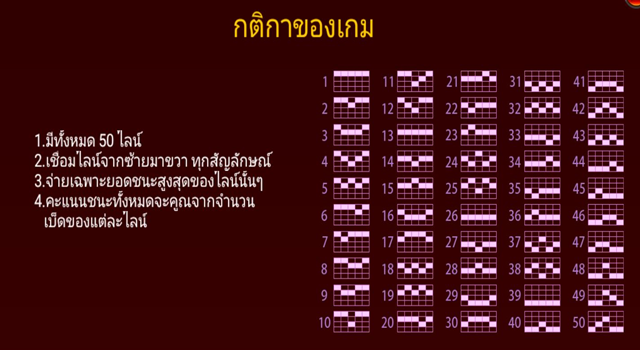 กติกาของเกม
1.มีทั้งหมด 50 ไลน์
2.เชื่อมไลน์จากซ้ายมาขวา ทุกสัญลักษณ์
3.จ่ายเฉพาะยอดชนะสูงสุดของไลน์นั้นๆ
4.คะแนนชนะทั้งหมดจะคูณจากจำนวน
เบ็ดของแต่ละไลน์
1 11 21 31 41
2 12 22 32 42
3 13 23 33 43
4 14 24 34 44
5 15 25 35 45
6 16 26 36 46
7 17 27 37 47
8 18 28 38 48
9 19 29 39 49
10 20 30 40 50